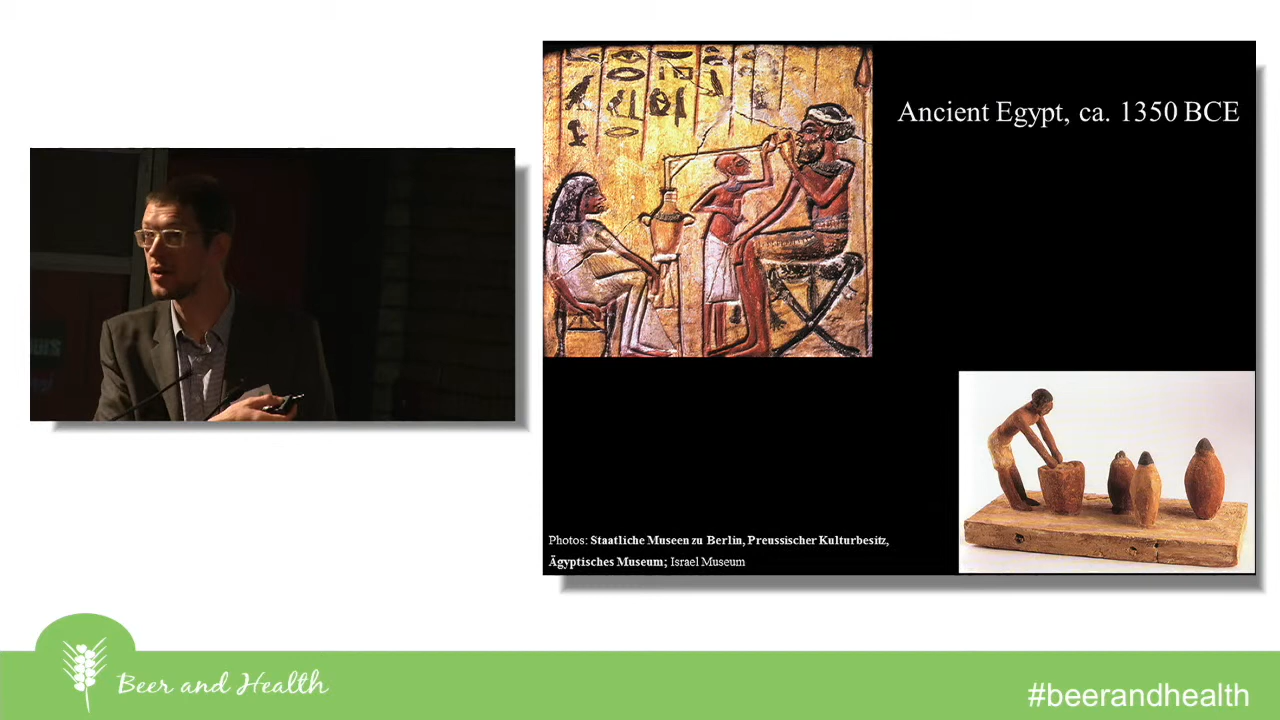 Ancient Egypt, ca. 1350 BCE
Photos: Staatliche Museen zu Berlin, Preussischer Kulturbesitz,
Ägyptisches Museum; Israel Museum
Beer and Health
#beerandhealth